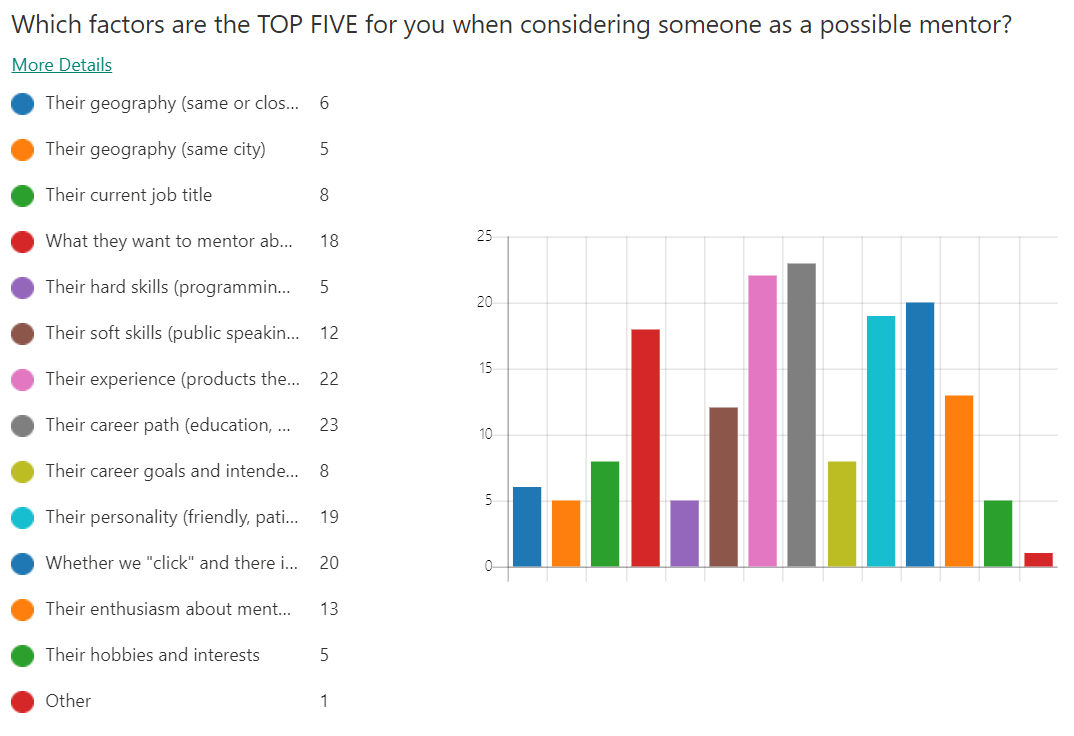 Which factors are the TOP FIVE for you when considering someone as a possible mentor?
More Details
Their geography (same or clos... 6
Their geography (same city) 5
Their current job title 8
What they want to mentor ab... 18
Their hard skills (programmin... 5
Their soft skills (public speakin... 12
Their experience (products the... 22
Their career path (education, ... 23
Their career goals and intende... 8
Their personality (friendly, pati... 19
Whether we "click" and there i... 20
Their enthusiasm about ment... 13
Their hobbies and interests 5
Other 1
25
20
15
10
5
0